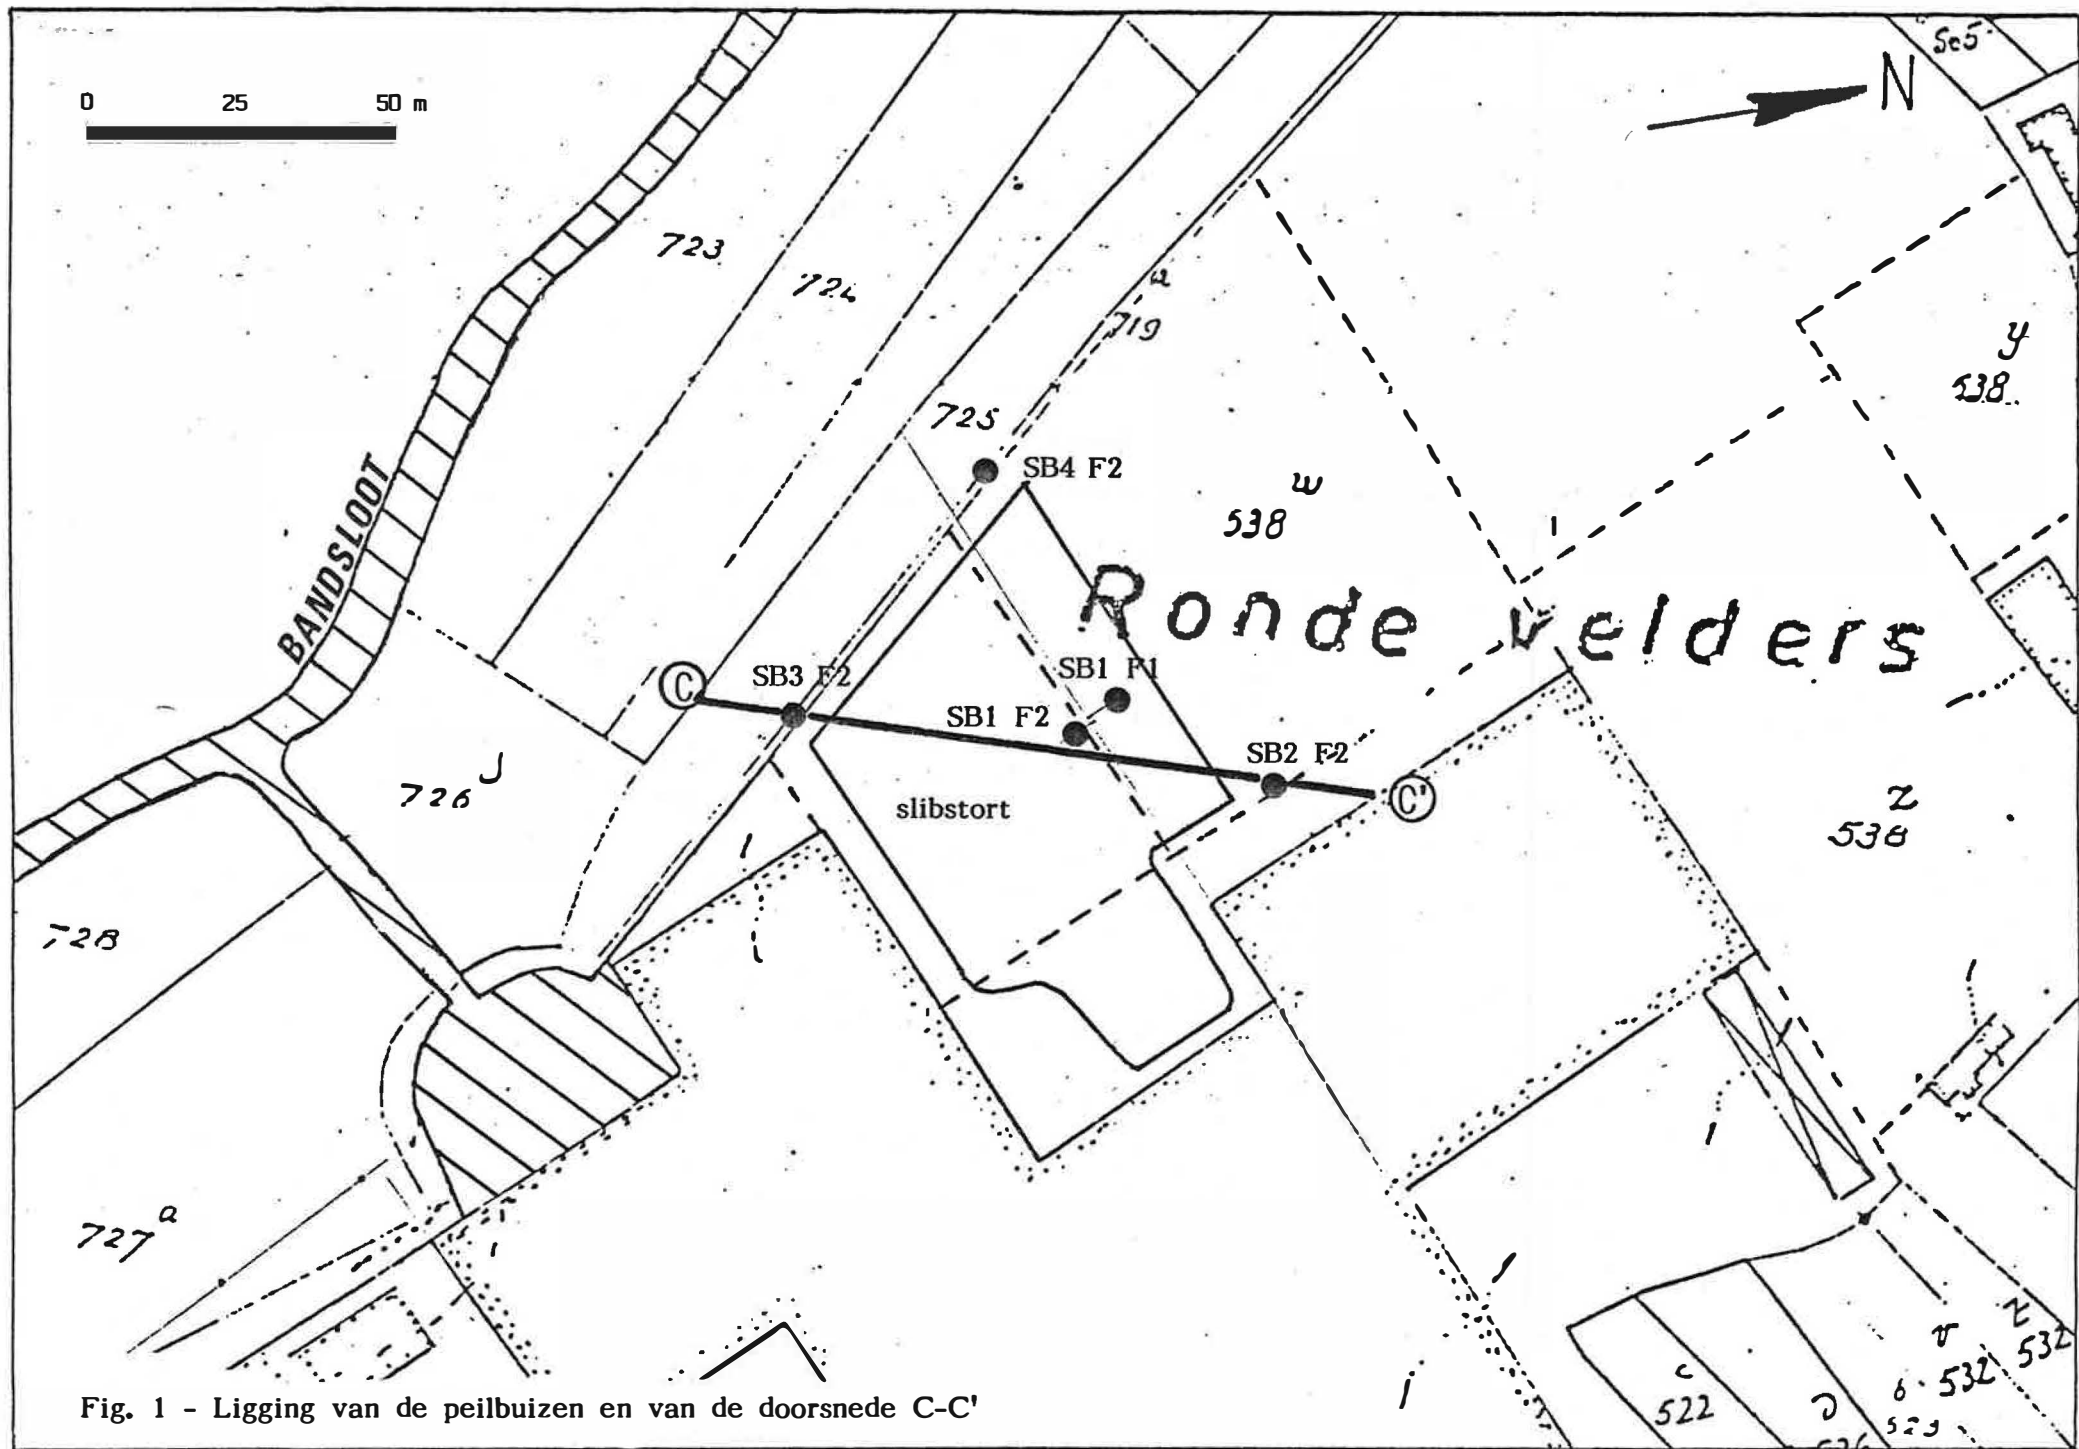 Sc5
N
0 25 50 m
723
724
a
719
y
538
725
SB4 F2
w
538
BANDSLOOT
Ronde Velders
SB1 F1
C
SB3 F2
SB1 F2
SB2 F2
J
726
slibstort
C'
z
538
728
a
727
z
v
532
532
c
522
6
523
Fig. 1 - Ligging van de peilbuizen en van de doorsnede C-C'